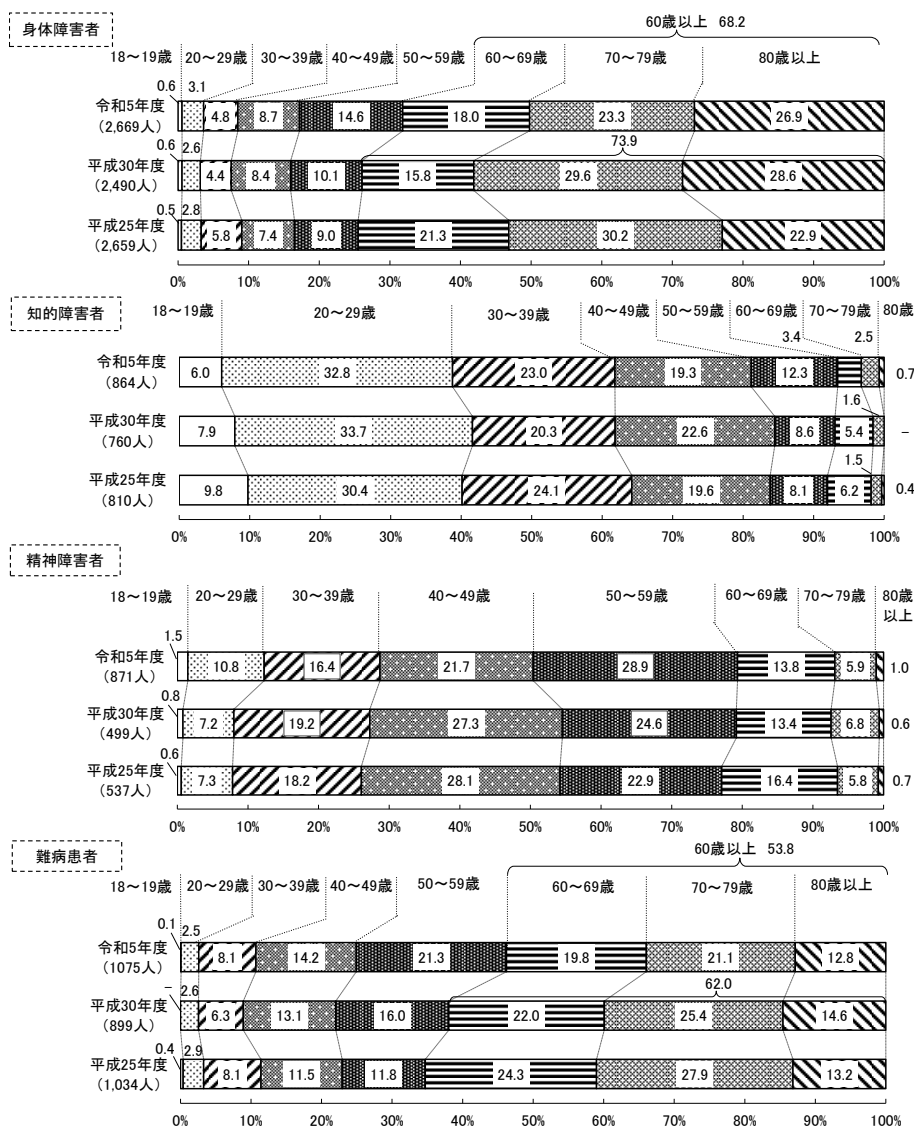 身体障害者
60歳以上 68.2
18～19歳 20～29歳 30～39歳 40～49歳 50～59歳 60～69歳 70～79歳 80歳以上
0.6 3.1
令和5年度
(2,669人)
4.8 8.7 14.6 18.0 23.3 26.9
0.6 2.6 73.9
平成30年度
(2,490人)
4.4 8.4 10.1 15.8 29.6 28.6
0.5 2.8
平成25年度
(2,659人)
5.8 7.4 9.0 21.3 30.2 22.9
0% 10% 20% 30% 40% 50% 60% 70% 80% 90% 100%
知的障害者
18～19歳 20～29歳 30～39歳 40～49歳 50～59歳 60～69歳 70～79歳 80歳
3.4 2.5
令和5年度
(864人)
6.0 32.8 23.0 19.3 12.3 0.7
1.6
平成30年度
(760人)
7.9 33.7 20.3 22.6 8.6 5.4 －
1.5
平成25年度
(810人)
9.8 30.4 24.1 19.6 8.1 6.2 0.4
0% 10% 20% 30% 40% 50% 60% 70% 80% 90% 100%
精神障害者
18～19歳 20～29歳 30～39歳 40～49歳 50～59歳 60～69歳 70～79歳 80歳
以上
1.5
令和5年度
(871人)
10.8 16.4 21.7 28.9 13.8 5.9 1.0
0.8
平成30年度
(499人)
7.2 19.2 27.3 24.6 13.4 6.8 0.6
0.6
平成25年度
(537人)
7.3 18.2 28.1 22.9 16.4 5.8 0.7
0% 10% 20% 30% 40% 50% 60% 70% 80% 90% 100%
難病患者
60歳以上 53.8
18～19歳 20～29歳 30～39歳 40～49歳 50～59歳 60～69歳 70～79歳 80歳以上
0.1 2.5
令和5年度
(1075人)
8.1 14.2 21.3 19.8 21.1 12.8
－ 2.6 62.0
平成30年度
(899人)
6.3 13.1 16.0 22.0 25.4 14.6
0.4 2.9
平成25年度
(1,034人)
8.1 11.5 11.8 24.3 27.9 13.2
0% 10% 20% 30% 40% 50% 60% 70% 80% 90% 100%